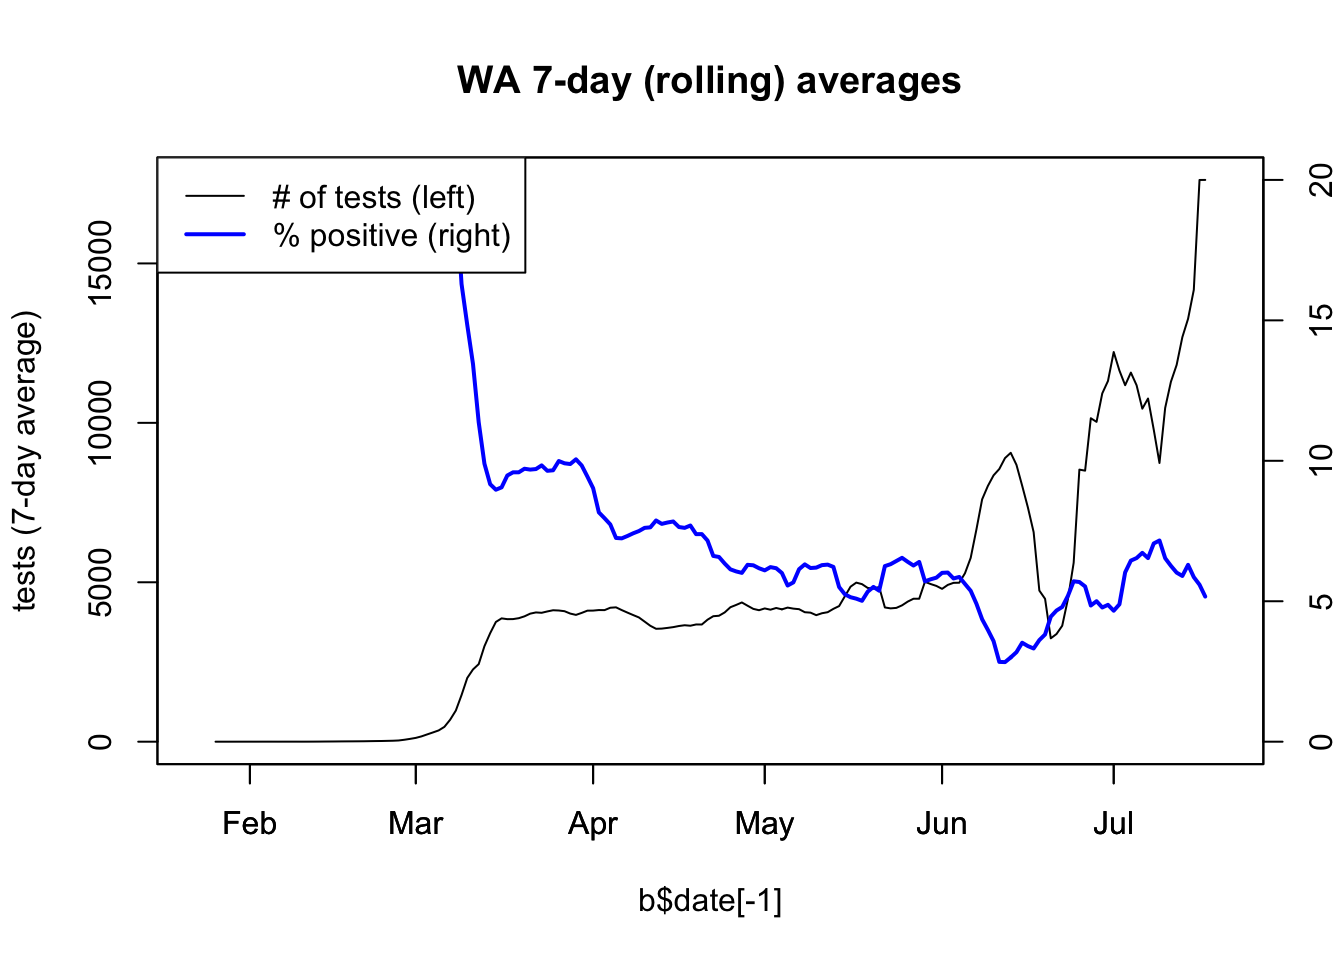 WA 7-day (rolling) averages
# of tests (left)
% positive (right)
tests (7-day average)
15000
10000
5000
0
20
15
10
5
0
Feb Mar Apr May Jun Jul
b$date[-1]